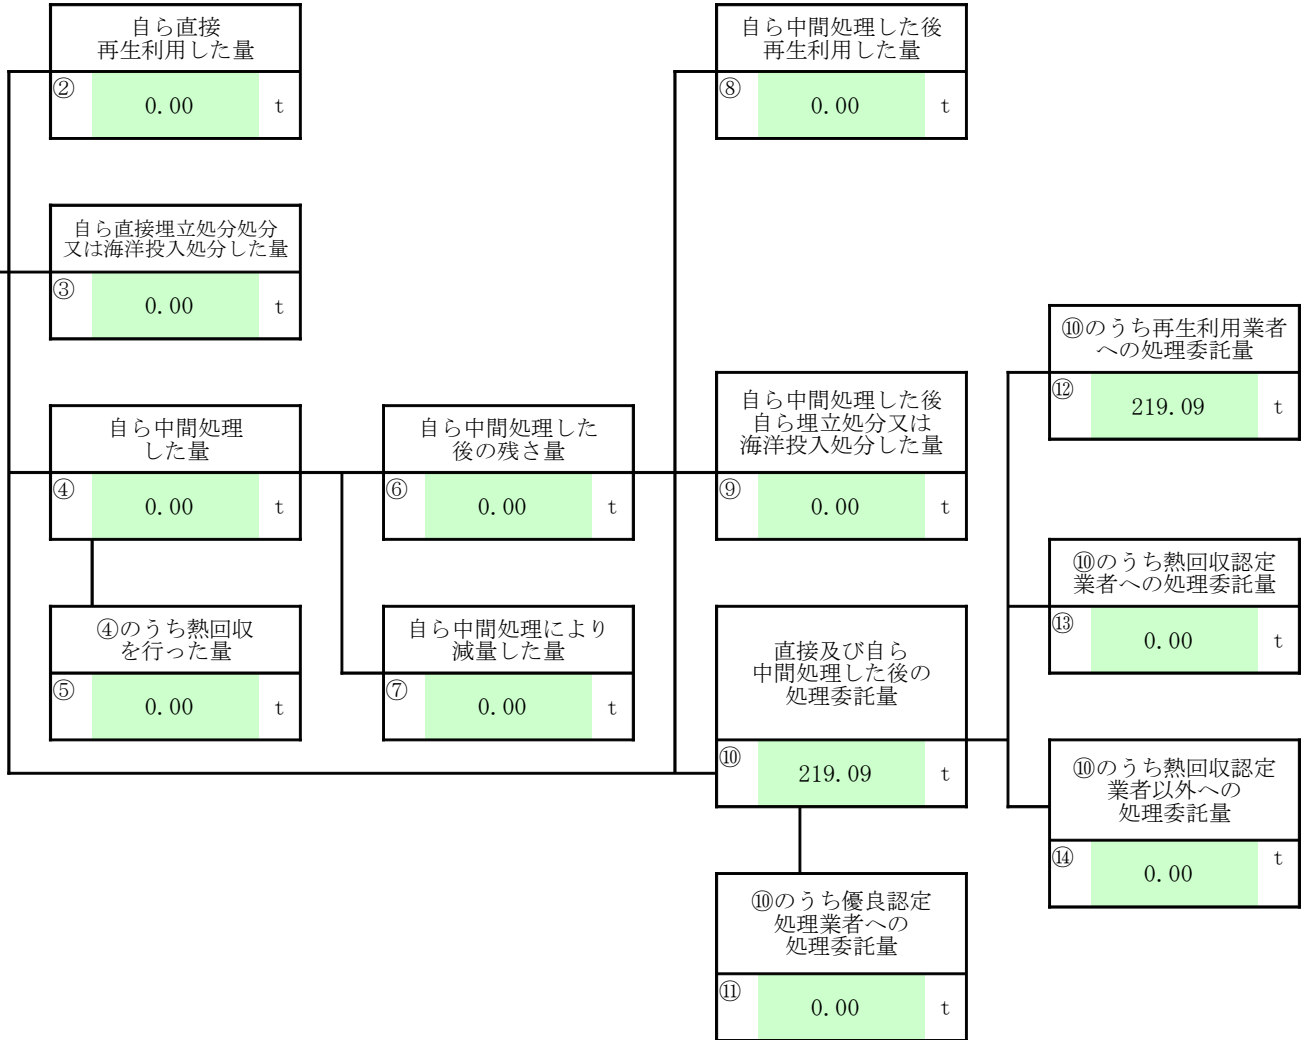 自ら直接
再生利用した量
②
0.00 t
自ら中間処理した後
再生利用した量
⑧
0.00 t
自ら直接埋立処分処分
又は海洋投入処分した量
③
0.00 t
⑩のうち再生利用業者
への処理委託量
⑫
219.09 t
自ら中間処理
した量
④
0.00 t
自ら中間処理した
後の残さ量
⑥
0.00 t
自ら中間処理した後
自ら埋立処分又は
海洋投入処分した量
⑨
0.00 t
⑩のうち熱回収認定
業者への処理委託量
⑬
0.00 t
④のうち熱回収
を行った量
⑤
0.00 t
自ら中間処理により
減量した量
⑦
0.00 t
直接及び自ら
中間処理した後の
処理委託量
⑩
219.09 t
⑩のうち熱回収認定
業者以外への
処理委託量
⑭
0.00 t
⑩のうち優良認定
処理業者への
処理委託量
⑪
0.00 t